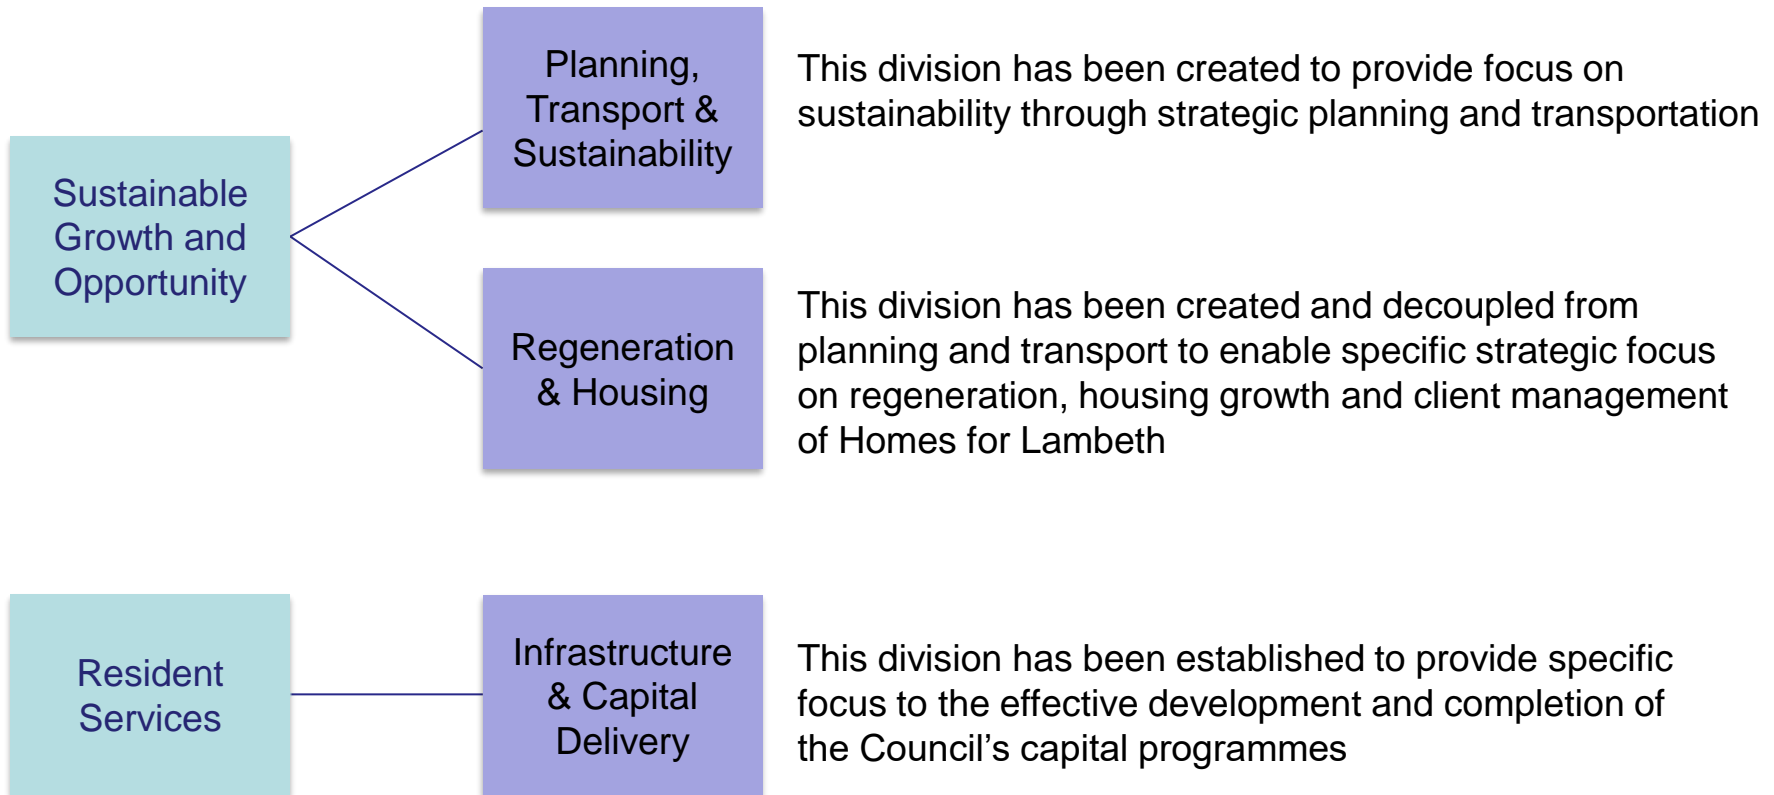 Planning,
Transport &
Sustainability
This division has been created to provide focus on
sustainability through strategic planning and transportation
Sustainable
Growth and
Opportunity
Regeneration
& Housing
This division has been created and decoupled from
planning and transport to enable specific strategic focus
on regeneration, housing growth and client management
of Homes for Lambeth
Resident
Services
Infrastructure
& Capital
Delivery
This division has been established to provide specific
focus to the effective development and completion of
the Council’s capital programmes